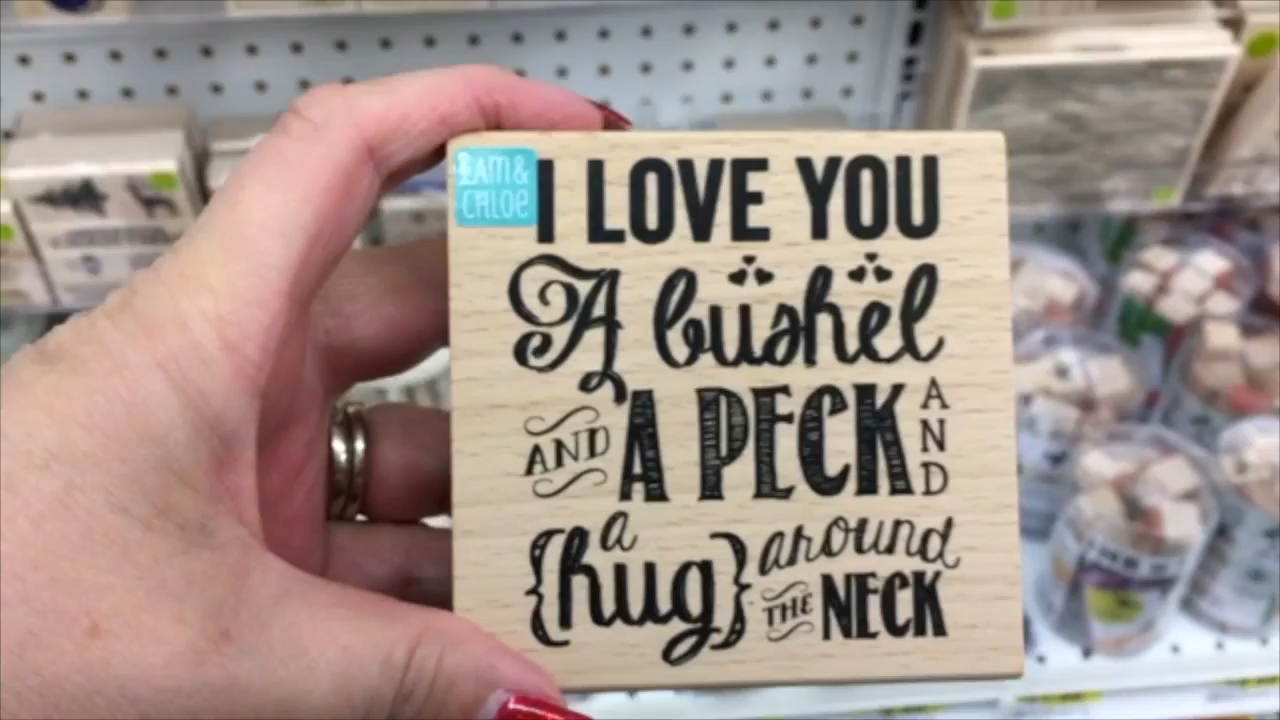 SAM &
CHLOE
I LOVE YOU
A bushel
AND A PECK AND
a {hug} around
THE NECK